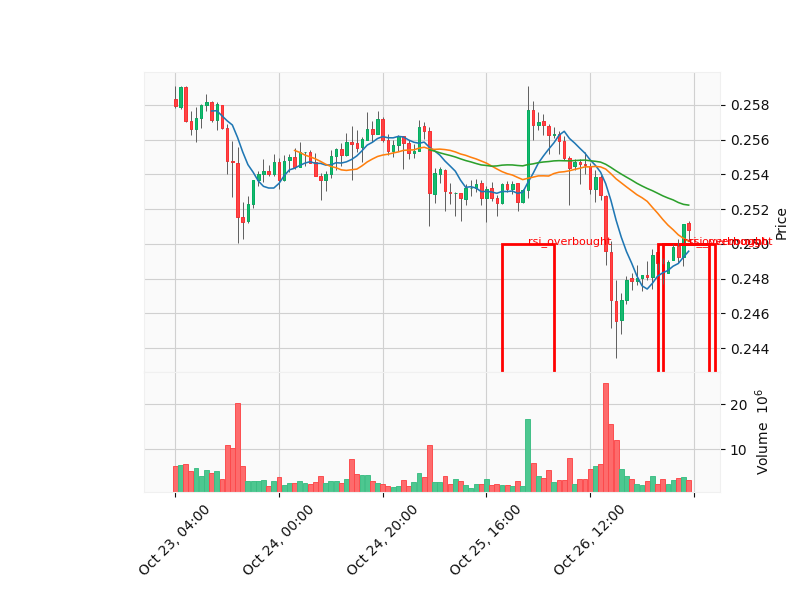 0.258
0.256
0.254
0.252
0.250
0.248
0.246
0.244
Price
rsi_overbought
20
10
Volume 10^6
Oct 23, 04:00
Oct 24, 00:00
Oct 24, 20:00
Oct 25, 16:00
Oct 26, 12:00